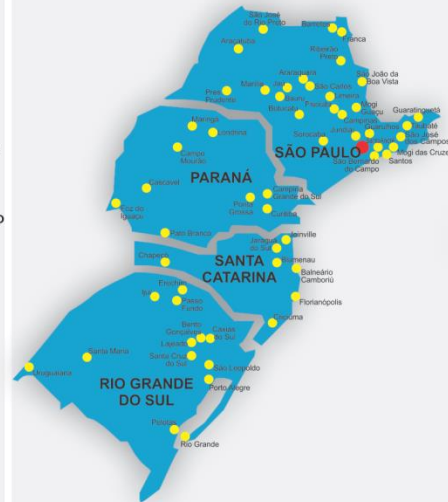 São José
do Rio Preto
Barretos
Franca
Araçatuba
Ribeirão
Preto
Araraquara
São João da
Boa Vista
Marília
Jaú
São Carlos
Pres.
Prudente
Bauru
Limeira
Botucatu
Mogi
Guaçu
Campinas
Guaratinguetá
Taubaté
Sorocaba
Jundiaí
Guarulhos
São José
dos Campos
Mogi das Cruzes
SÃO PAULO
São Bernardo
do Campo
Santos
Maringá
Londrina
Campo
Mourão
PARANÁ
Cascavel
Campina
Grande do Sul
Foz do
Iguaçu
Ponta
Grossa
Curitiba
Pato Branco
Joinville
Jaraguá
do Sul
Chapecó
SANTA
CATARINA
Blumenau
Balneário
Camboriú
Erechim
Passo
Fundo
Florianópolis
Criciúma
Bento
Gonçalves
Caxias
do Sul
Lajeado
Santa Maria
Santa Cruz
do Sul
São Leopoldo
Uruguaiana
RIO GRANDE
DO SUL
Porto Alegre
Pelotas
Rio Grande